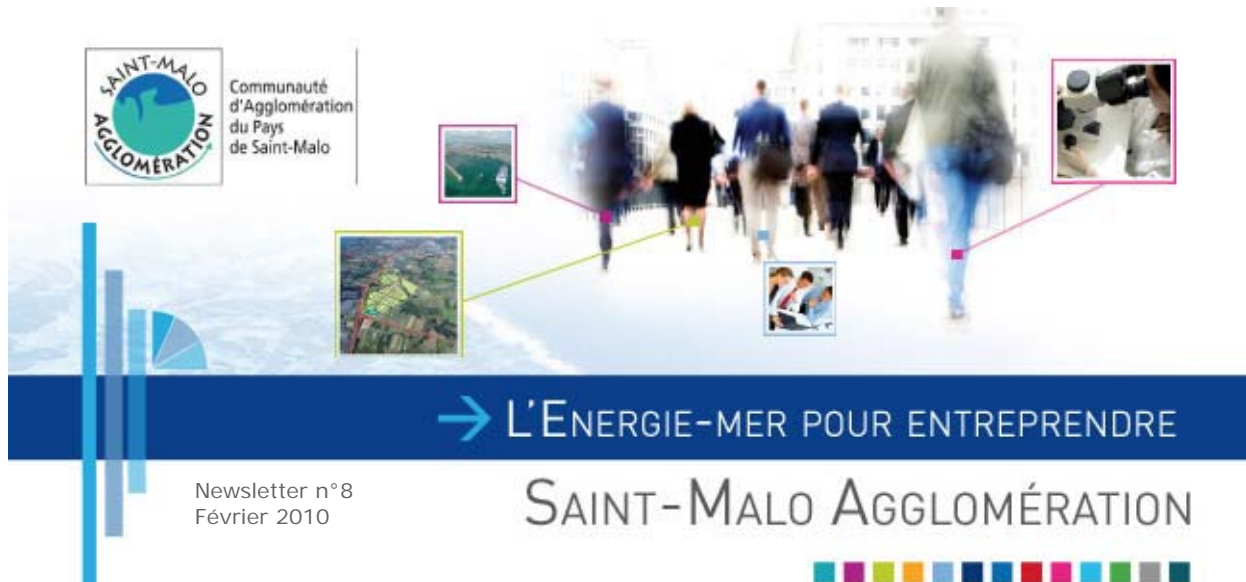 SAINT-MALO
AGGLOMÉRATION
Communauté
d'Agglomération
du Pays
de Saint-Malo
→ L'ENERGIE-MER POUR ENTREPRENDRE
Newsletter n°8
Février 2010
SAINT-MALO AGGLOMÉRATION